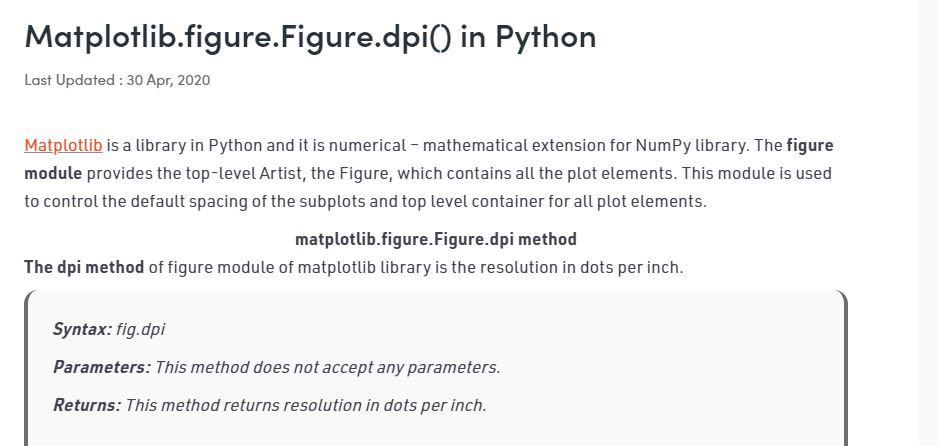 Matplotlib.figure.Figure.dpi() in Python
Last Updated : 30 Apr, 2020
Matplotlib is a library in Python and it is numerical – mathematical extension for NumPy library. The figure
module provides the top-level Artist, the Figure, which contains all the plot elements. This module is used
to control the default spacing of the subplots and top level container for all plot elements.
matplotlib.figure.Figure.dpi method
The dpi method of figure module of matplotlib library is the resolution in dots per inch.
Syntax: fig.dpi
Parameters: This method does not accept any parameters.
Returns: This method returns resolution in dots per inch.